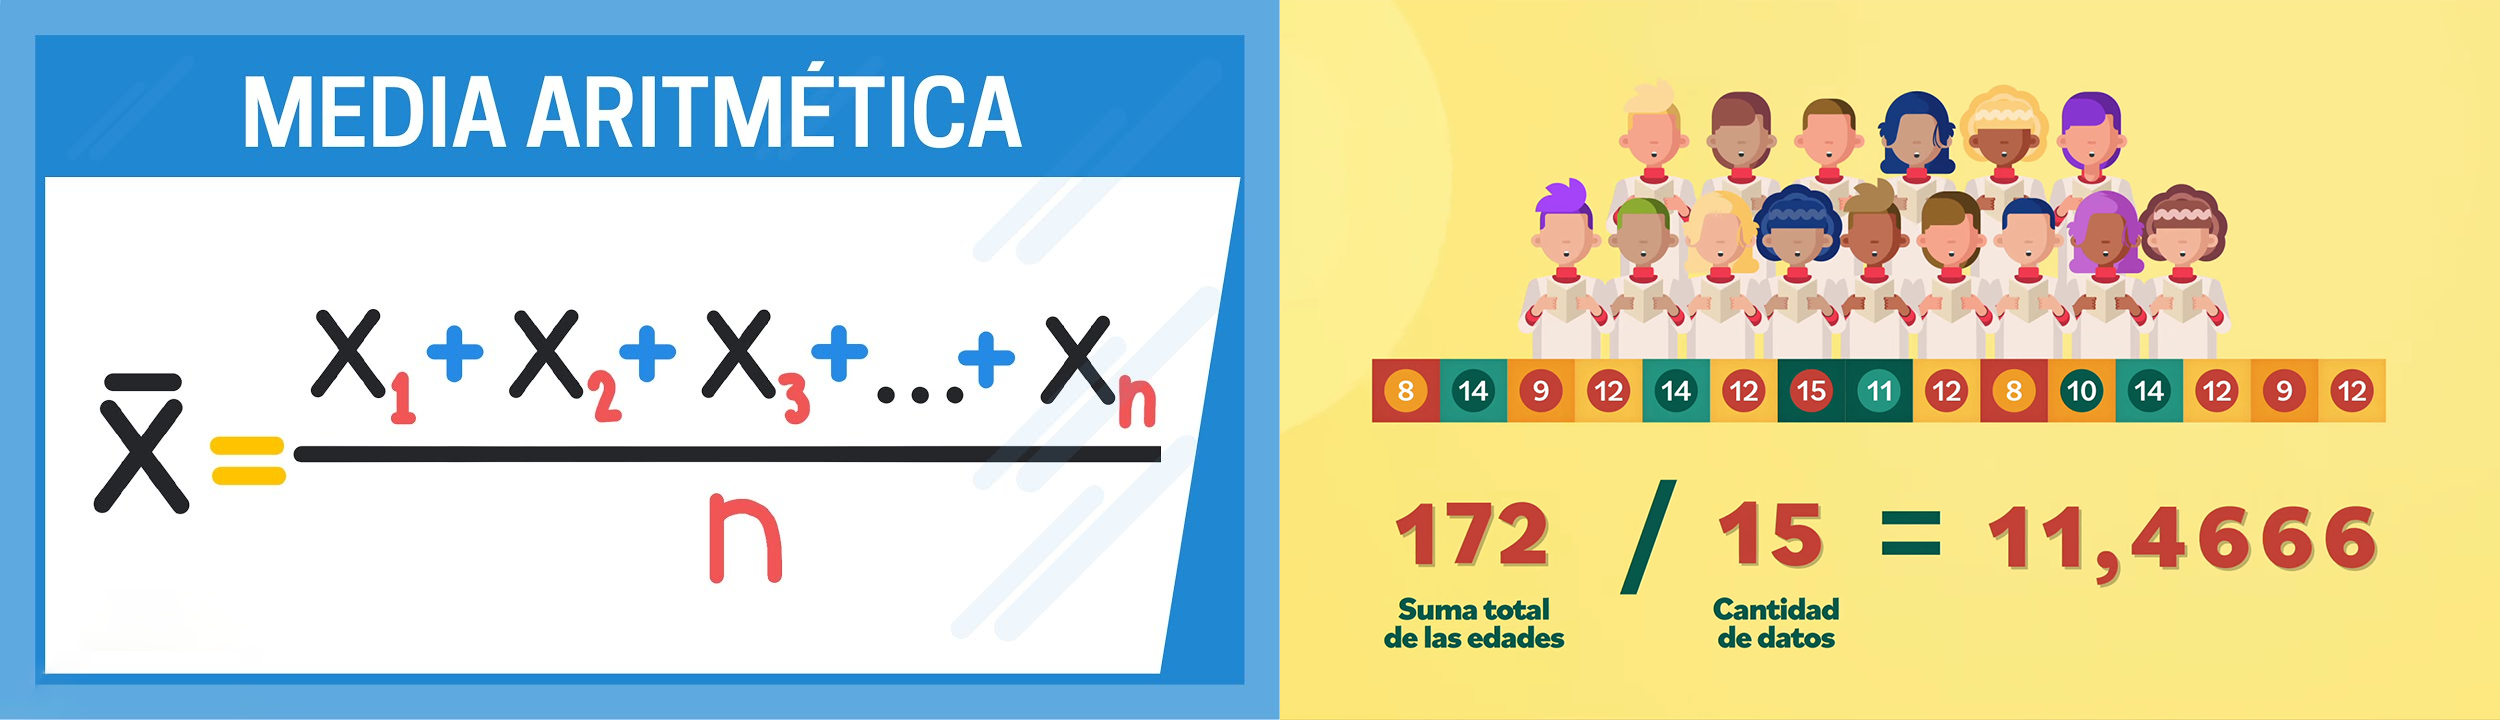 MEDIA ARITMÉTICA
X̄ = X1 + X2 + X3 + ... + Xn
n
8 14 9 12 14 12 15 11 12 8 10 14 12 9 12
172 / 15 = 11,4666
Suma total
de las edades
Cantidad
de datos